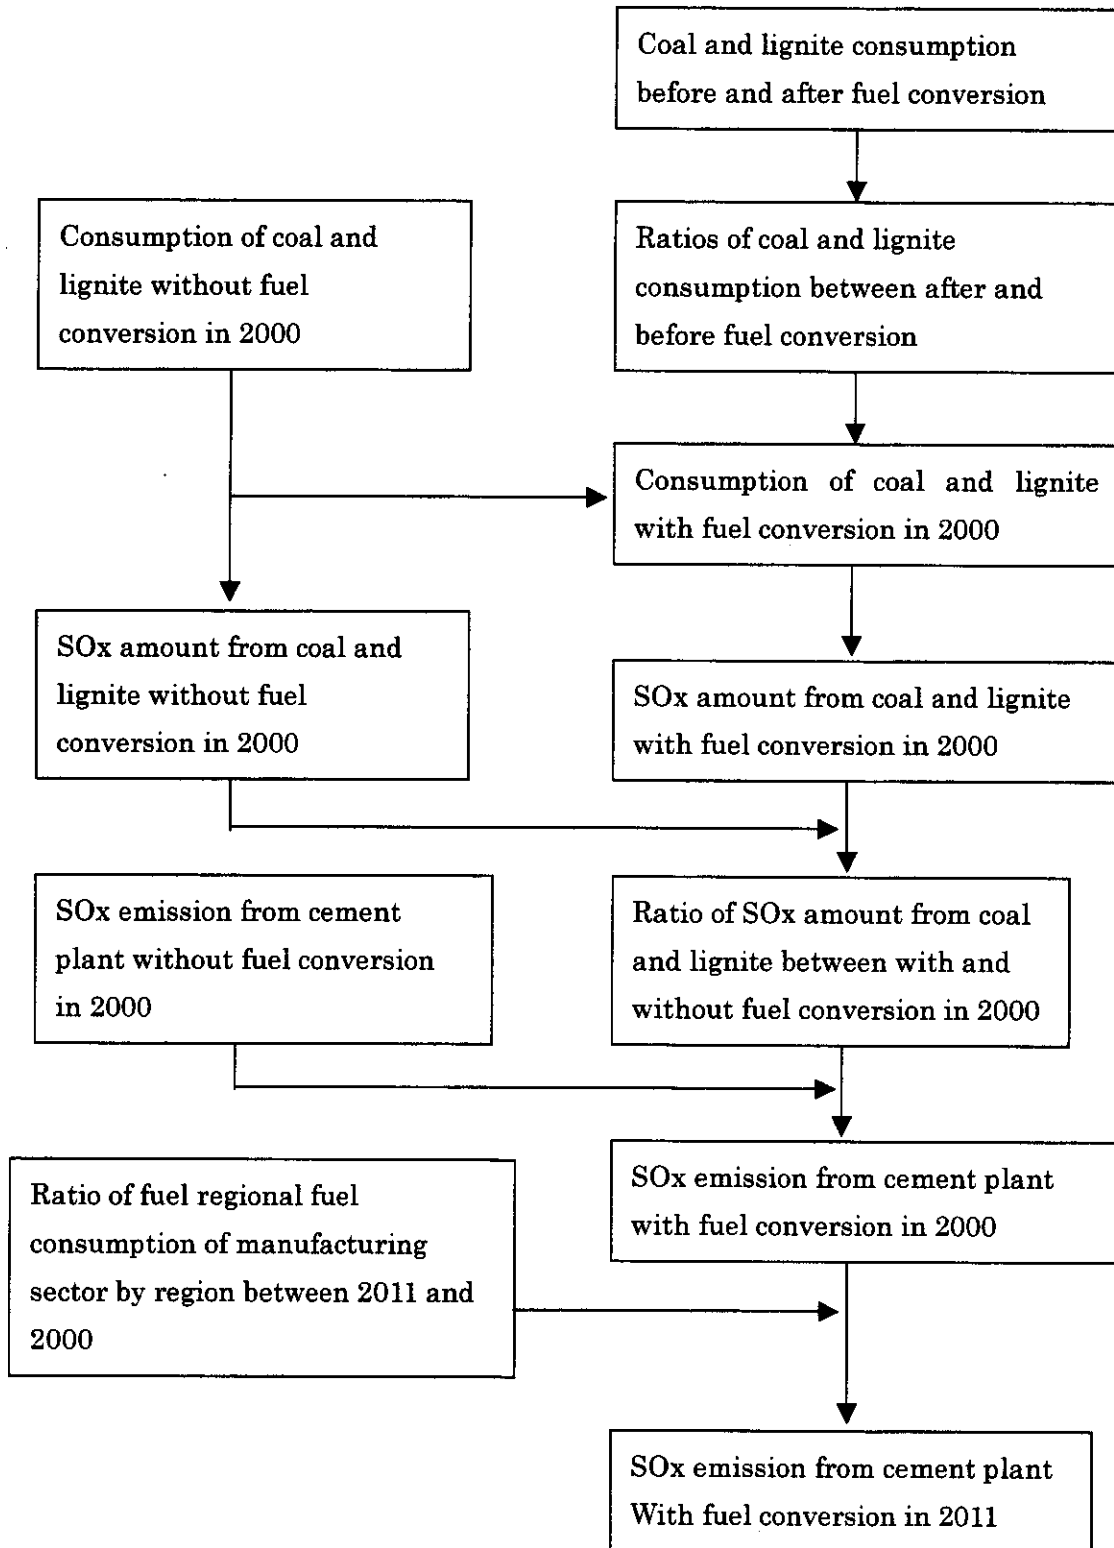 Coal and lignite consumption
before and after fuel conversion
Consumption of coal and
lignite without fuel
conversion in 2000
Ratios of coal and lignite
consumption between after and
before fuel conversion
Consumption of coal and lignite
with fuel conversion in 2000
SOx amount from coal and
lignite without fuel
conversion in 2000
SOx amount from coal and lignite
with fuel conversion in 2000
SOx emission from cement
plant without fuel conversion
in 2000
Ratio of SOx amount from coal
and lignite between with and
without fuel conversion in 2000
SOx emission from cement plant
with fuel conversion in 2000
Ratio of fuel regional fuel
consumption of manufacturing
sector by region between 2011 and
2000
SOx emission from cement plant
With fuel conversion in 2011